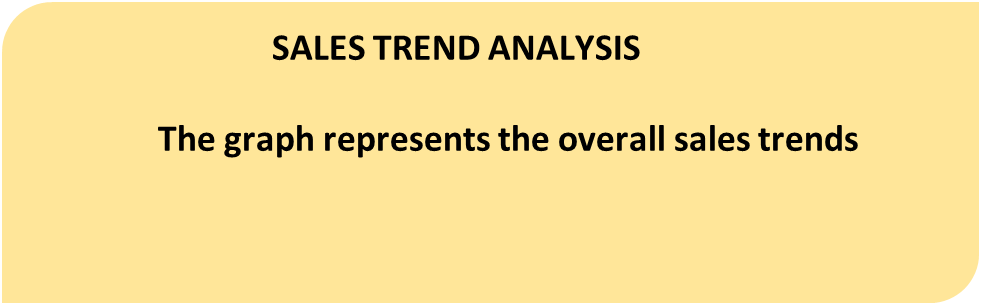 SALES TREND ANALYSIS
The graph represents the overall sales trends